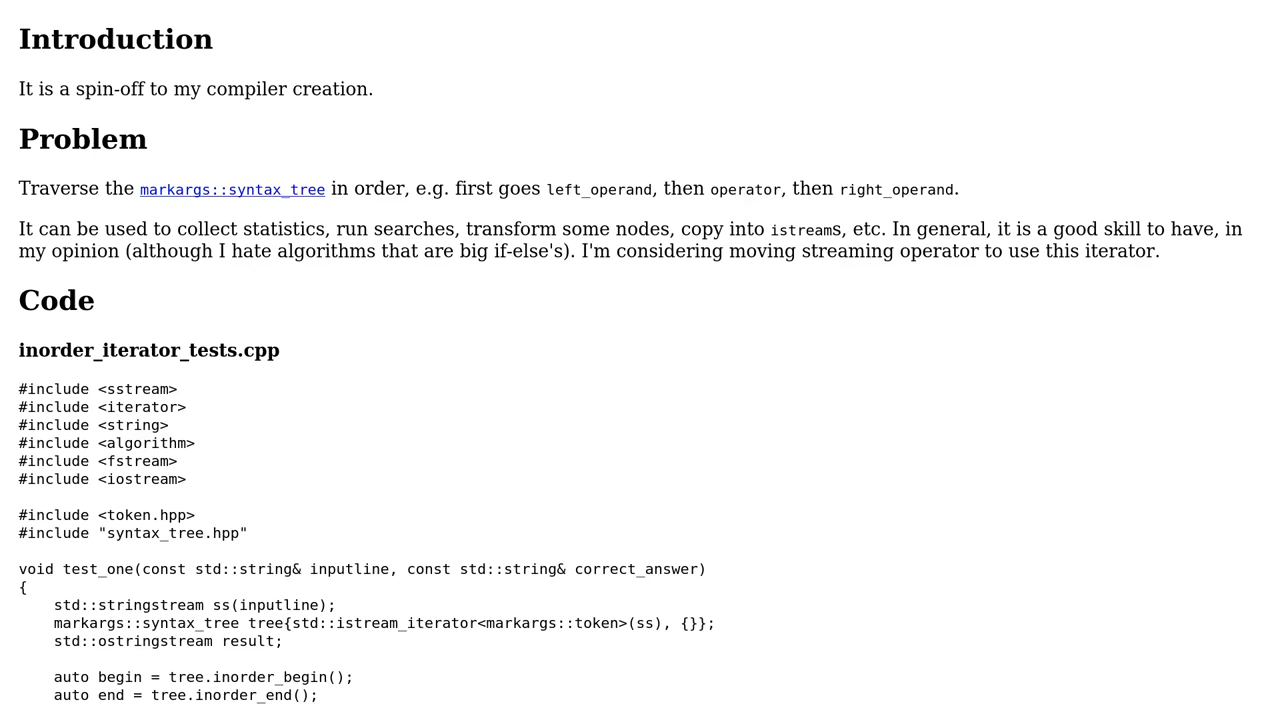 Introduction
It is a spin-off to my compiler creation.
Problem
Traverse the markargs::syntax_tree in order, e.g. first goes left_operand, then operator, then right_operand.
It can be used to collect statistics, run searches, transform some nodes, copy into istreams, etc. In general, it is a good skill to have, in
my opinion (although I hate algorithms that are big if-else's). I'm considering moving streaming operator to use this iterator.
Code
inorder_iterator_tests.cpp
#include <sstream>
#include <iterator>
#include <string>
#include <algorithm>
#include <fstream>
#include <iostream>
#include <token.hpp>
#include "syntax_tree.hpp"
void test_one(const std::string& inputline, const std::string& correct_answer)
{
    std::stringstream ss(inputline);
    markargs::syntax_tree tree{std::istream_iterator<markargs::token>(ss), {}};
    std::ostringstream result;
    auto begin = tree.inorder_begin();
    auto end = tree.inorder_end();